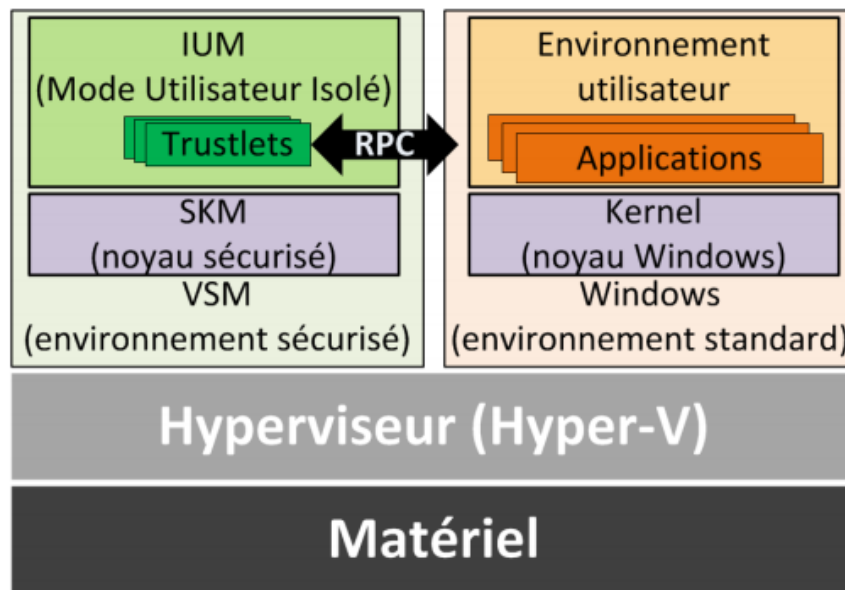 IUM
(Mode Utilisateur Isolé)
Trustlets
RPC
SKM
(noyau sécurisé)
VSM
(environnement sécurisé)
Environnement
utilisateur
Applications
Kernel
(noyau Windows)
Windows
(environnement standard)
Hyperviseur (Hyper-V)
Matériel